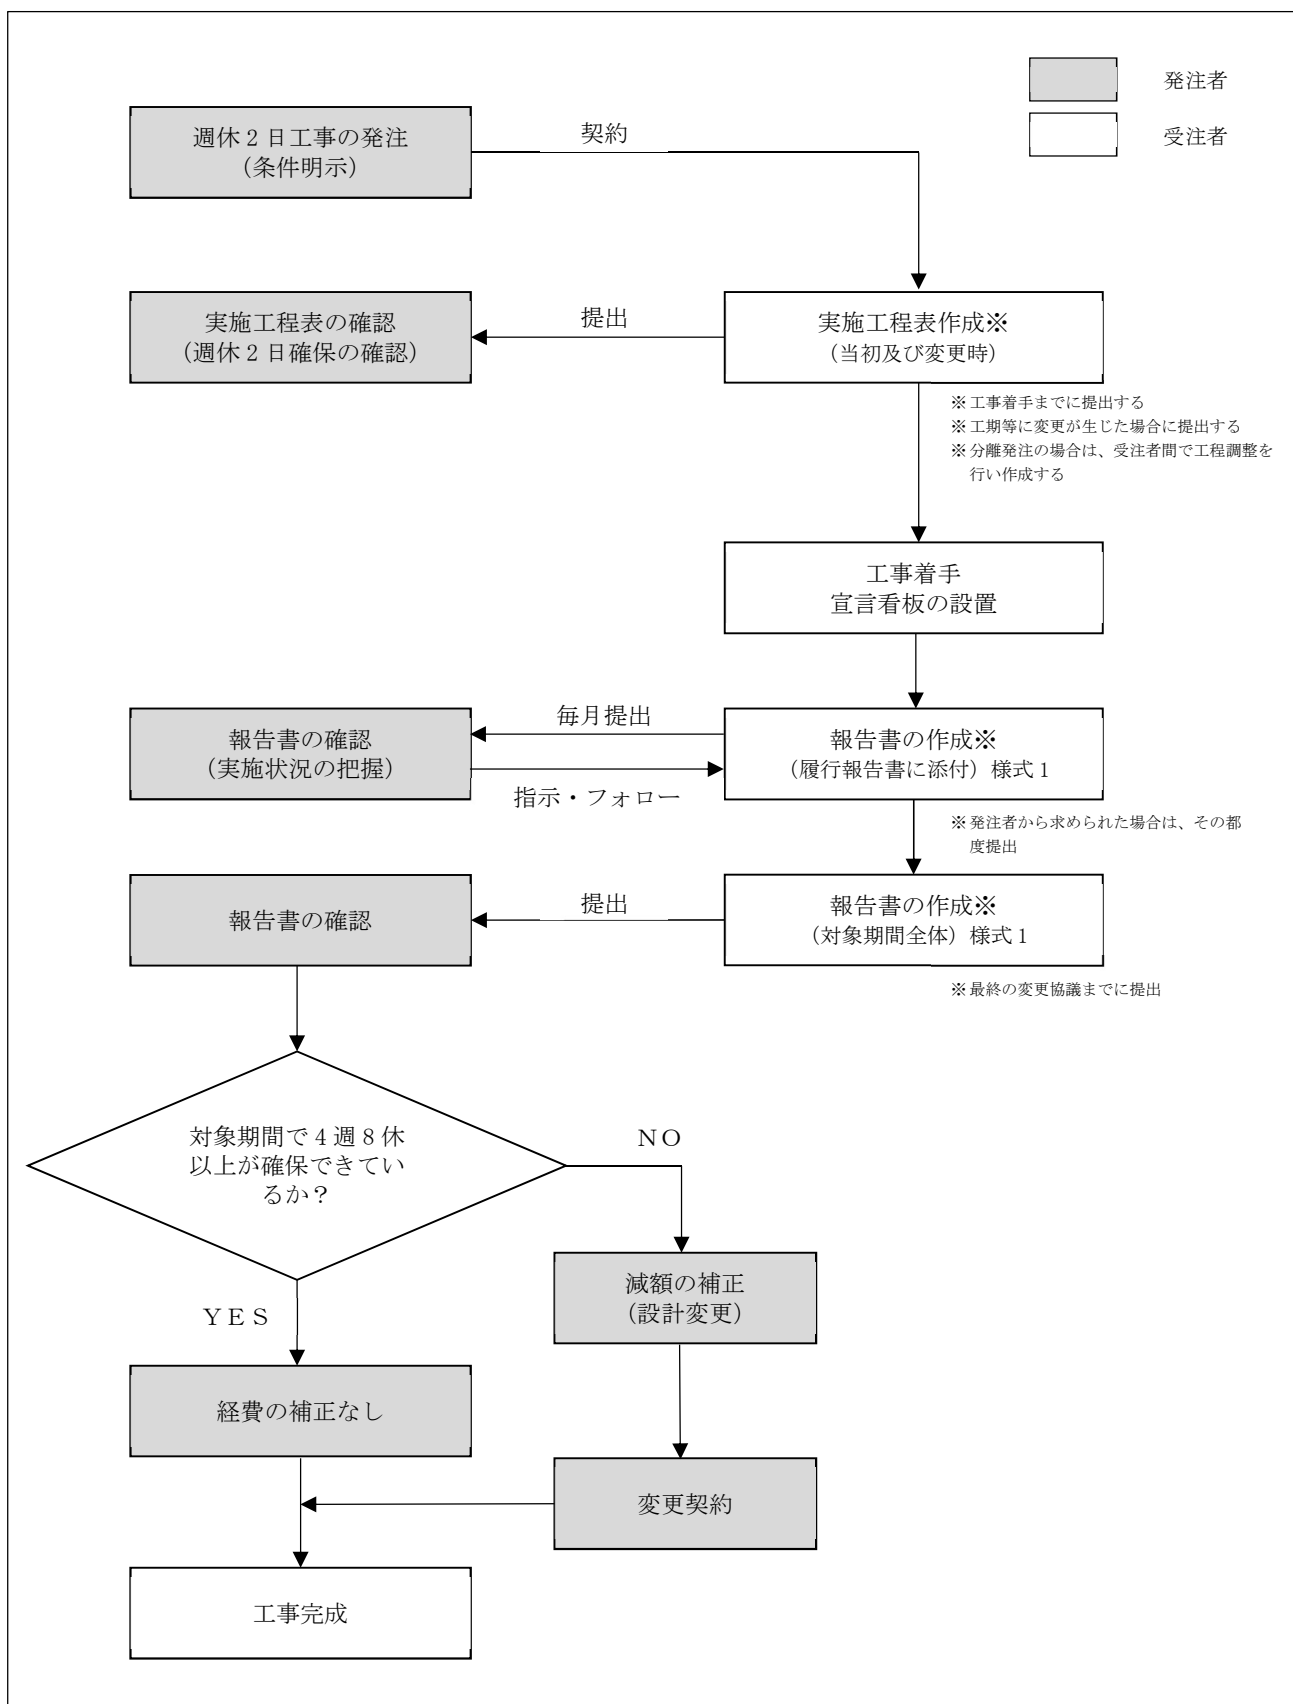 発注者
受注者
週休2日工事の発注
(条件明示)
契約
実施工程表の確認
(週休2日確保の確認)
提出
実施工程表作成※
(当初及び変更時)
※工事着手までに提出する
※工期等に変更が生じた場合に提出する
※分離発注の場合は、受注者間で工程調整を
行い作成する
工事着手
宣言看板の設置
報告書の確認
(実施状況の把握)
毎月提出
指示・フォロー
報告書の作成※
(履行報告書に添付)様式1
※発注者から求められた場合は、その都
度提出
報告書の確認
提出
報告書の作成※
(対象期間全体)様式1
※最終の変更協議までに提出
対象期間で4週8休
以上が確保できてい
るか?
NO
YES
減額の補正
(設計変更)
経費の補正なし
変更契約
工事完成